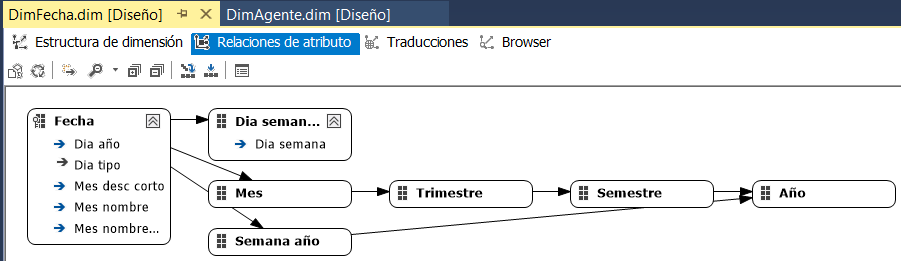 DimFecha.dim [Diseño]
DimAgente.dim [Diseño]
Estructura de dimensión
Relaciones de atributo
Traducciones
Browser
Fecha
Dia año
Dia tipo
Mes desc corto
Mes nombre
Mes nombre...
Dia seman...
Dia semana
Mes
Trimestre
Semestre
Año
Semana año